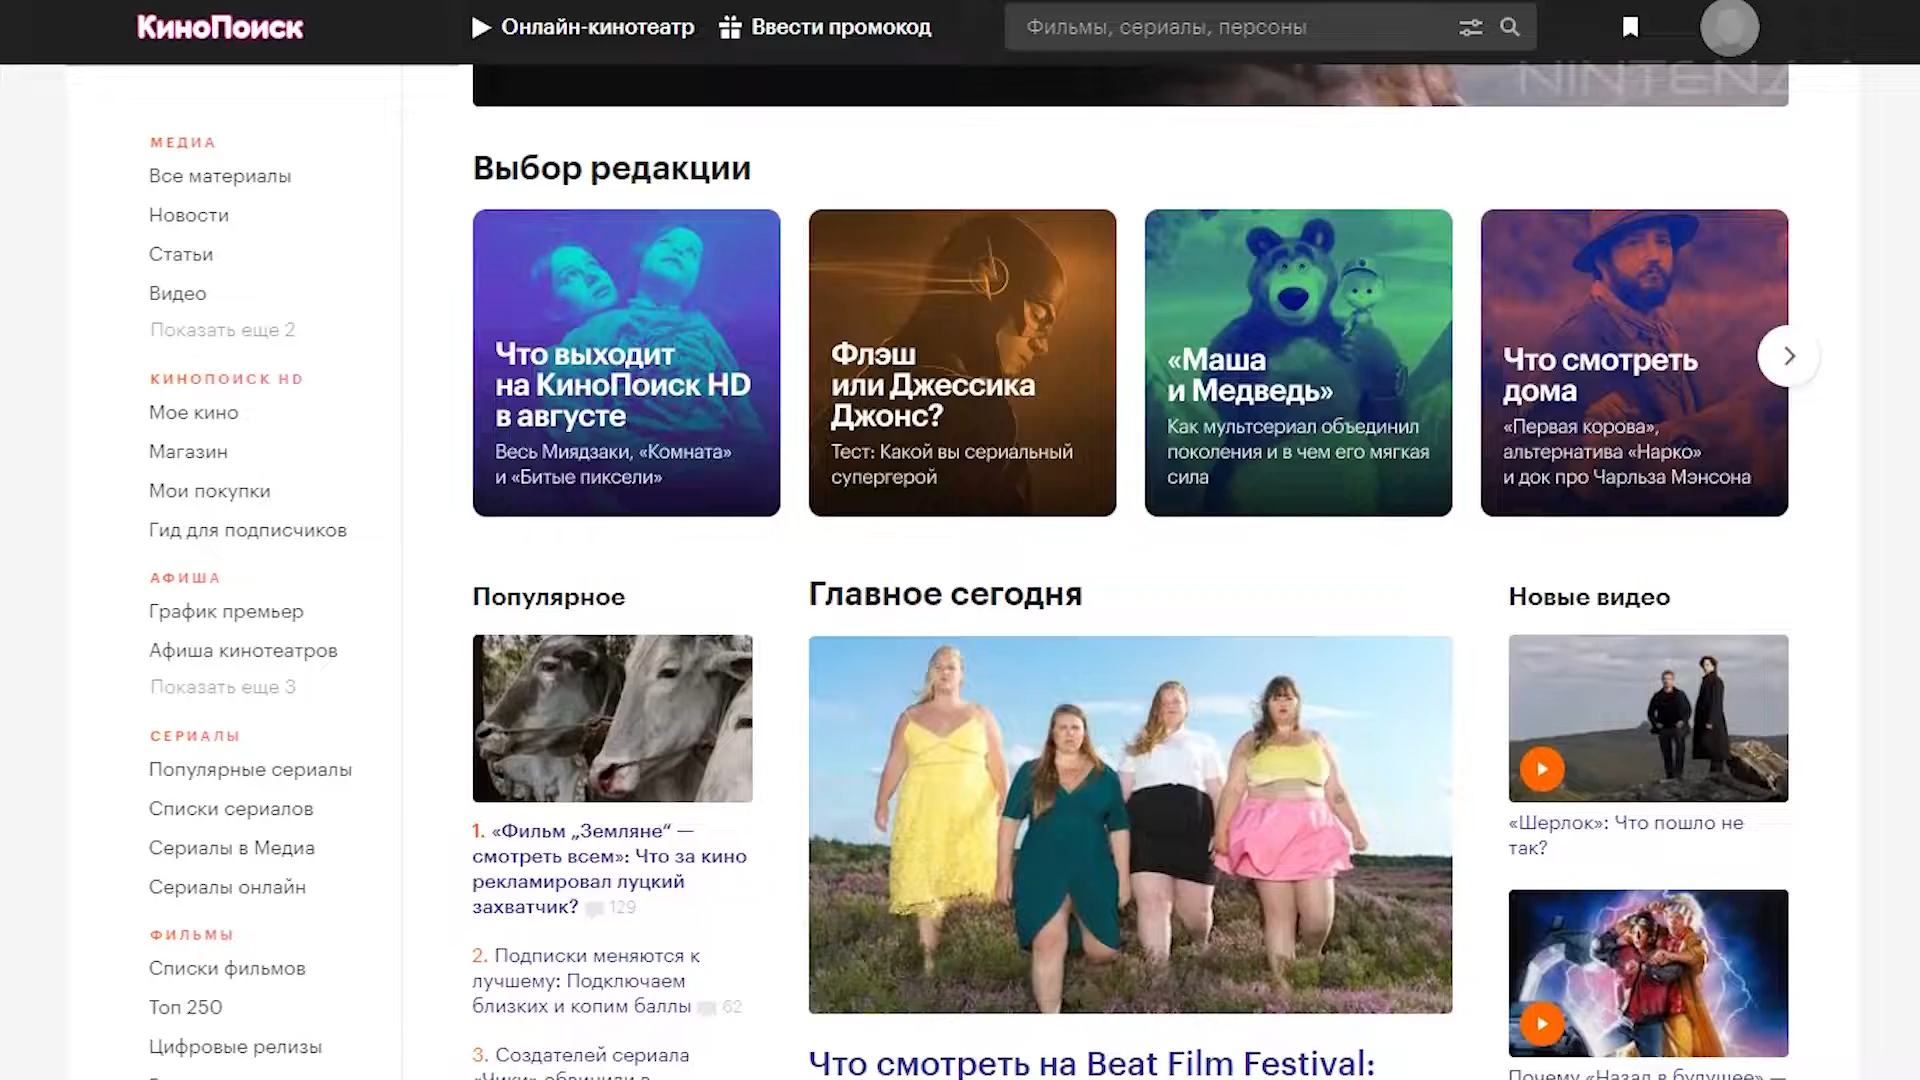 КиноПоиск
Онлайн-кинотеатр
Ввести промокод
Фильмы, сериалы, персоны
МЕДИА
Все материалы
Новости
Статьи
Видео
Показать еще 2
КИНОПОИСК HD
Мое кино
Магазин
Мои покупки
Гид для подписчиков
АФИША
График премьер
Афиша кинотеатров
Показать еще 3
СЕРИАЛЫ
Популярные сериалы
Списки сериалов
Сериалы в Медиа
Сериалы онлайн
ФИЛЬМЫ
Списки фильмов
Топ 250
Цифровые релизы
Выбор редакции
Что выходит
на КиноПоиск HD
в августе
Весь Миядзаки, «Комната»
и «Битые пиксели»
Флэш
или Джессика
Джонс?
Тест: Какой вы сериальный
супергерой
«Маша
и Медведь»
Как мультсериал объединил
поколения и в чем его мягкая
сила
Что смотреть
дома
«Первая корова»,
альтернатива «Нарко»
и док про Чарльза Мэнсона
Популярное
1. «Фильм „Земляне“ —
смотреть всем»: Что за кино
рекламировал луцкий
захватчик? 129
2. Подписки меняются к
лучшему: Подключаем
близких и копим баллы 62
3. Создателей сериала
«Чики» обвинили в
Главное сегодня
Что смотреть на Beat Film Festival:
Новые видео
«Шерлок»: Что пошло не
так?
Почему «Назад в будущее» —